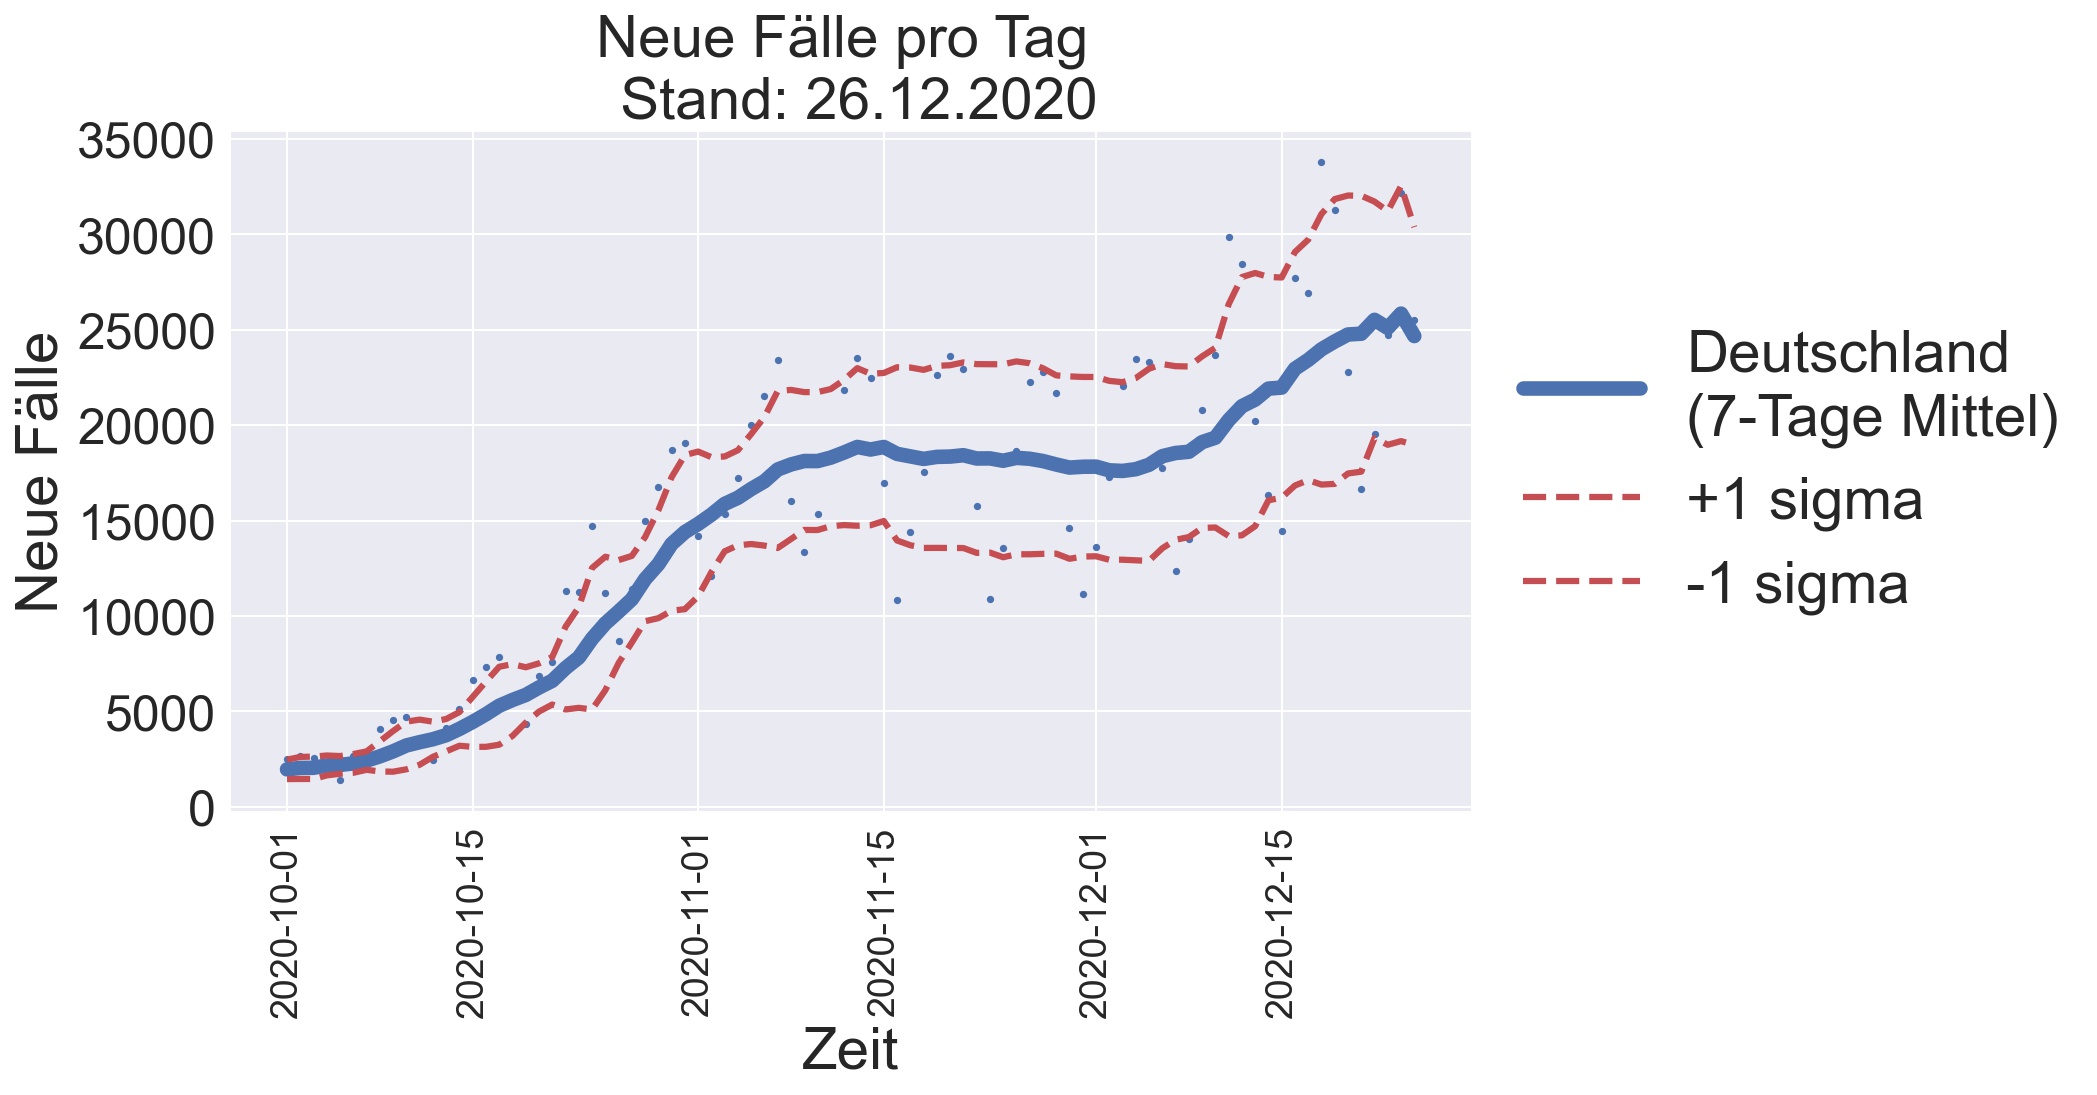 Neue Fälle pro Tag
Stand: 26.12.2020
Neue Fälle
35000
30000
25000
20000
15000
10000
5000
0
2020-10-01
2020-10-15
2020-11-01
2020-11-15
2020-12-01
2020-12-15
Zeit
Deutschland
(7-Tage Mittel)
+1 sigma
-1 sigma